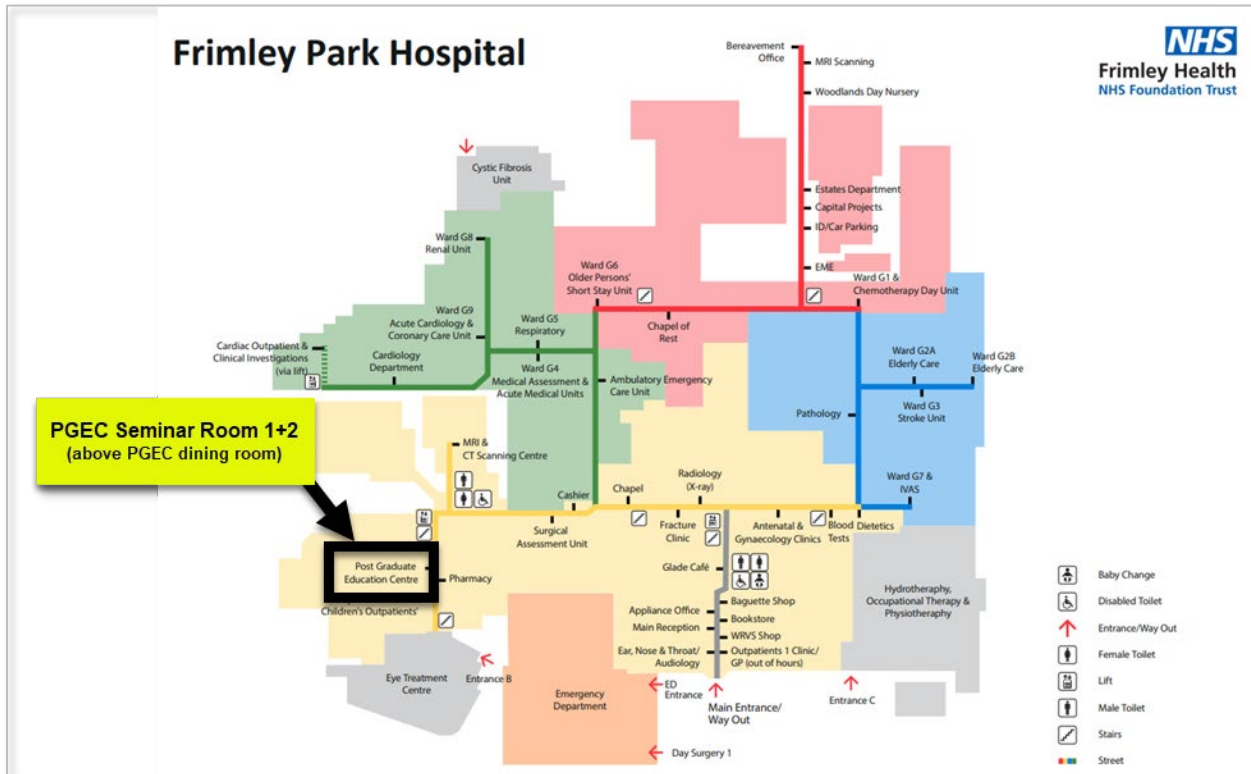 Frimley Park Hospital
NHS
Frimley Health
NHS Foundation Trust
Bereavement
Office
MRI Scanning
Woodlands Day Nursery
Cystic Fibrosis
Unit
Estates Department
Capital Projects
ID/Car Parking
EME
Ward G8
Renal Unit
Ward G6
Older Persons'
Short Stay Unit
Ward G1 &
Chemotherapy Day Unit
Ward G9
Acute Cardiology &
Coronary Care Unit
Ward G5
Respiratory
Chapel of
Rest
Cardiac Outpatient &
Clinical Investigations
(via lift)
Cardiology
Department
Ward G4
Medical Assessment &
Acute Medical Units
Ambulatory Emergency
Care Unit
Ward G2A
Elderly Care
Ward G2B
Elderly Care
Ward G3
Stroke Unit
Pathology
PGEC Seminar Room 1+2
(above PGEC dining room)
MRI &
CT Scanning Centre
Cashier
Chapel
Radiology
(X-ray)
Ward G7 &
IVAS
Surgical
Assessment Unit
Fracture
Clinic
Antenatal &
Gynaecology Clinics
Blood
Tests
Dietetics
Post Graduate
Education Centre
Pharmacy
Children's Outpatients'
Glade Café
Baguette Shop
Appliance Office
Bookstore
Main Reception
WRVS Shop
Ear, Nose & Throat/
Audiology
Outpatients 1 Clinic/
GP (out of hours)
Hydrotherapy,
Occupational Therapy &
Physiotherapy
Eye Treatment
Centre
Entrance B
Emergency
Department
ED
Entrance
Main Entrance/
Way Out
Entrance C
Day Surgery 1
Baby Change
Disabled Toilet
Entrance/Way Out
Female Toilet
Lift
Male Toilet
Stairs
Street